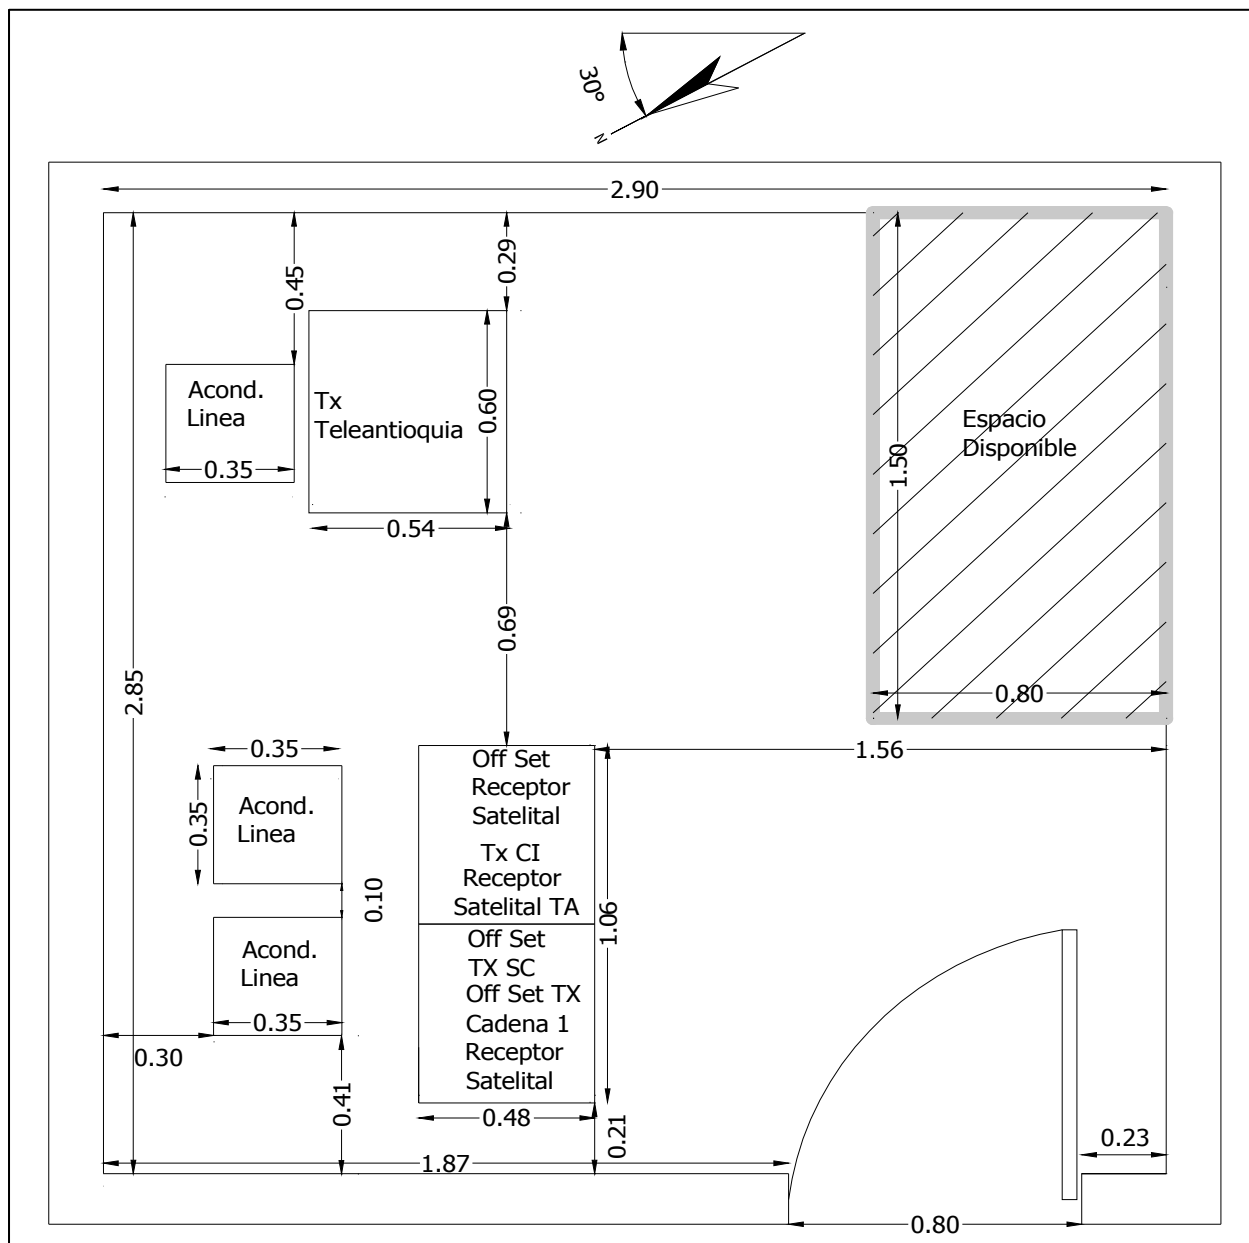 30°
N
2.90
0.45
0.29
Acond.
Linea
0.35
Tx
Teleantioquia
0.60
0.54
Espacio
Disponible
1.50
0.80
0.69
2.85
1.56
0.35
0.35
Acond.
Linea
0.10
Off Set
Receptor
Satelital
Tx CI
Receptor
Satelital TA
1.06
Off Set
TX SC
Off Set TX
Cadena 1
Receptor
Satelital
Acond.
Linea
0.35
0.30
0.41
0.48
0.21
0.23
1.87
0.80